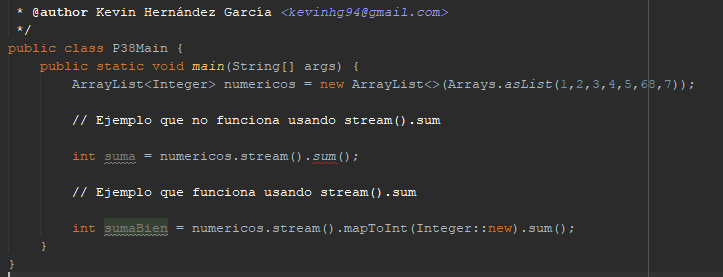 * @author Kevin Hernández García <kevinhg94@gmail.com>
*/
public class P38Main {
public static void main(String[] args) {
ArrayList<Integer> numericos = new ArrayList<>(Arrays.asList(1,2,3,4,5,68,7));
// Ejemplo que no funciona usando stream().sum
int suma = numericos.stream().sum();
// Ejemplo que funciona usando stream().sum
int sumaBien = numericos.stream().mapToInt(Integer::new).sum();
}
}